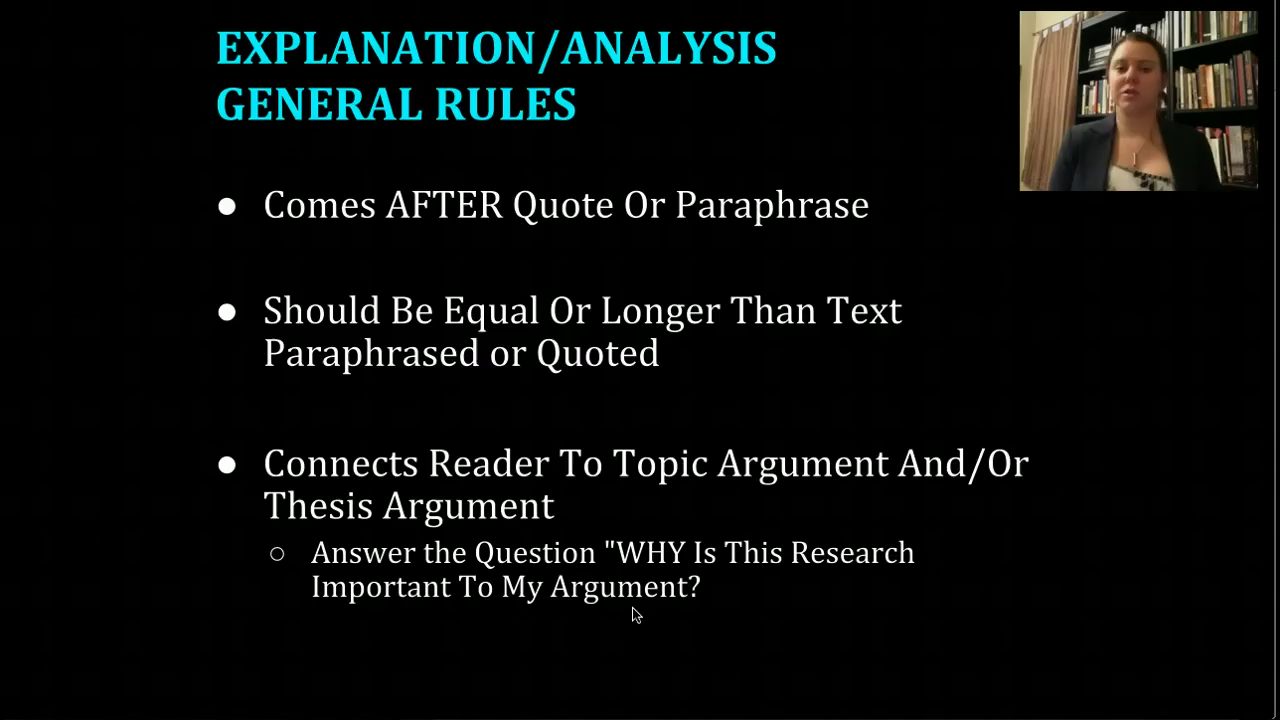 EXPLANATION/ANALYSIS
GENERAL RULES
● Comes AFTER Quote Or Paraphrase
● Should Be Equal Or Longer Than Text
Paraphrased or Quoted
● Connects Reader To Topic Argument And/Or
Thesis Argument
○ Answer the Question "WHY Is This Research
Important To My Argument?